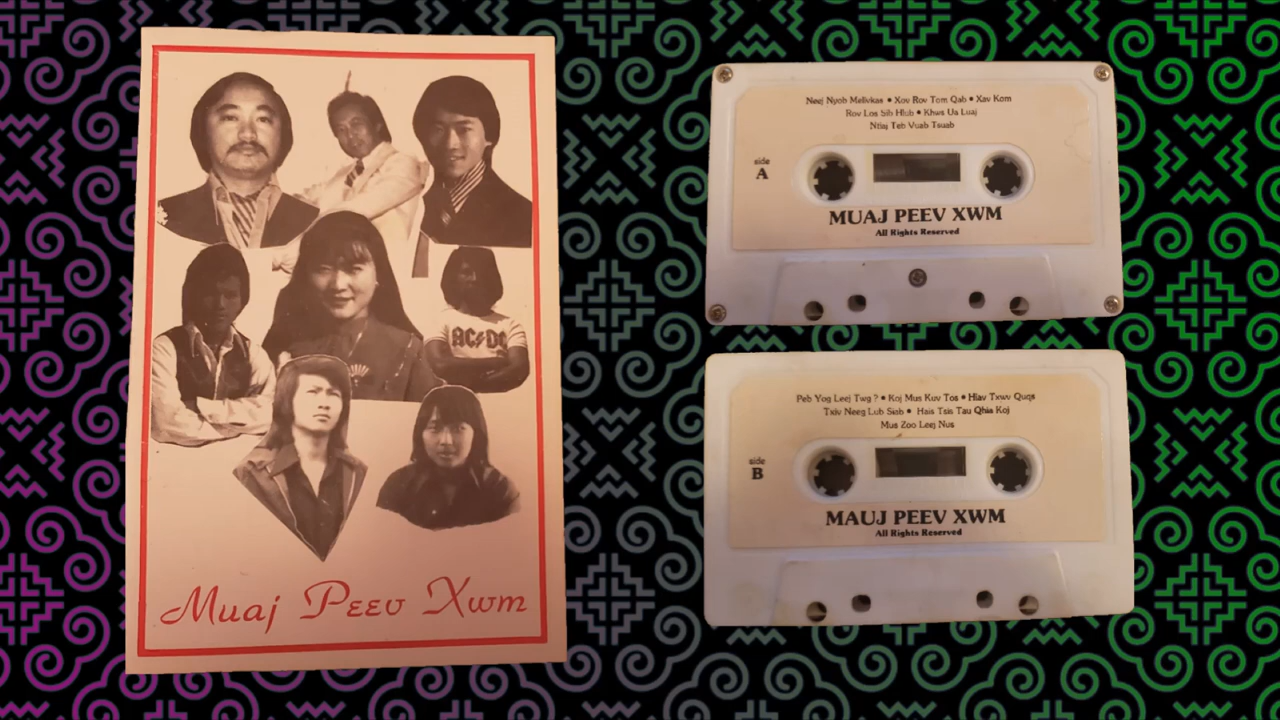 AC/DC
Muaj Peev Xwm
Neej Nyob Melivkas • Xov Rov Tom Qab • Xav Kom
Rov Los Sib Hlub • Khws Ua Luaj
Ntiaj Teb Vuab Tsuab
side
A
MUAJ PEEV XWM
All Rights Reserved
Peb Yog Leej Twg ? • Koj Mus Kuv Tos • Hlav Txwv Quqs
Txiv Neeg Lub Siab • Hais Tsis Tau Qhia Koj
Mus Zoo Leej Nus
side
B
MAUJ PEEV XWM
All Rights Reserved